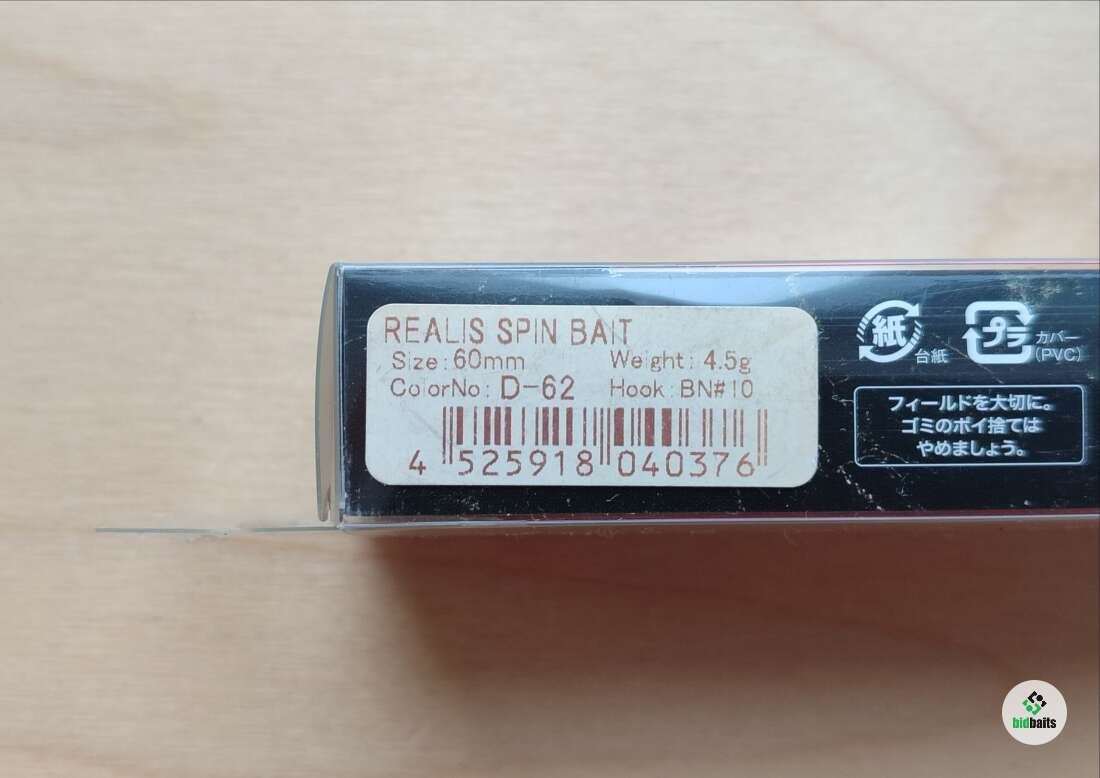 REALIS SPIN BAIT
Size:60mm Weight:4.5g
ColorNo:D-62 Hook:BN#10
4 525918 040376
紙
台紙
プラ
カバー
(PVC)
フィールドを大切に。
ゴミのポイ捨ては
やめましょう。
bidbaits